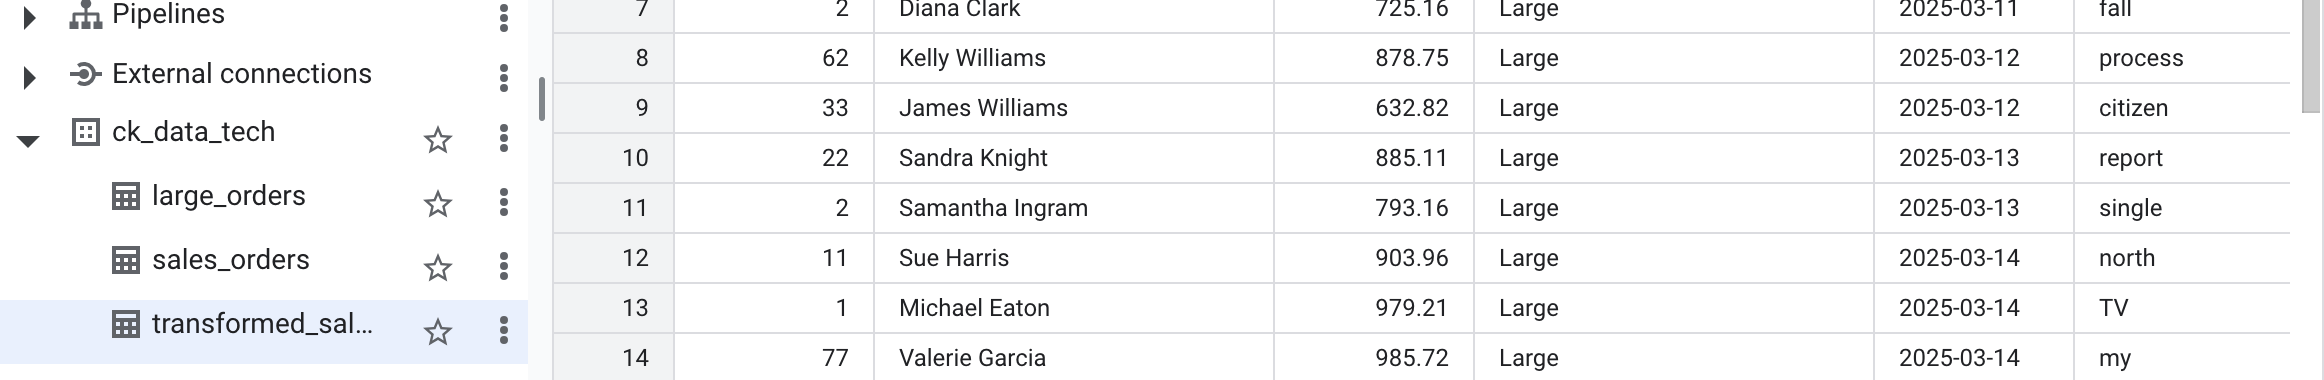 Pipelines
External connections
ck_data_tech
large_orders
sales_orders
transformed_sal...
7 2 Diana Clark 725.16 Large 2025-03-11 fall
8 62 Kelly Williams 878.75 Large 2025-03-12 process
9 33 James Williams 632.82 Large 2025-03-12 citizen
10 22 Sandra Knight 885.11 Large 2025-03-13 report
11 2 Samantha Ingram 793.16 Large 2025-03-13 single
12 11 Sue Harris 903.96 Large 2025-03-14 north
13 1 Michael Eaton 979.21 Large 2025-03-14 TV
14 77 Valerie Garcia 985.72 Large 2025-03-14 my